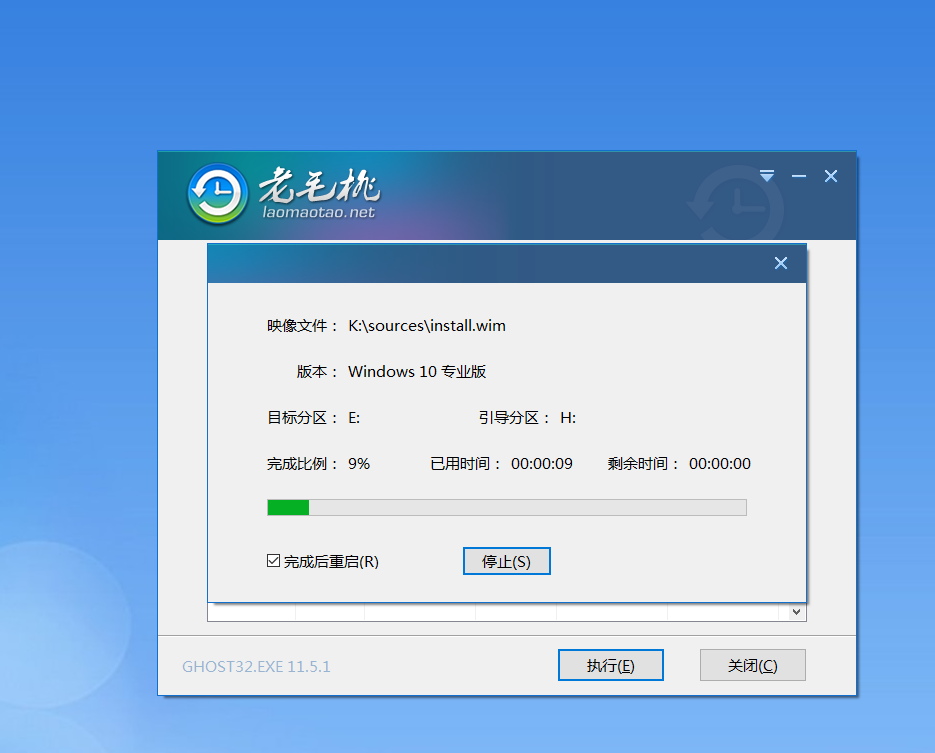 老毛桃
laomaotao.net
映像文件： K:\sources\install.wim
版本： Windows 10 专业版
目标分区： E: 引导分区： H:
完成比例： 9% 已用时间： 00:00:09 剩余时间： 00:00:00
完成后重启(R) 停止(S)
GHOST32.EXE 11.5.1 执行(E) 关闭(C)